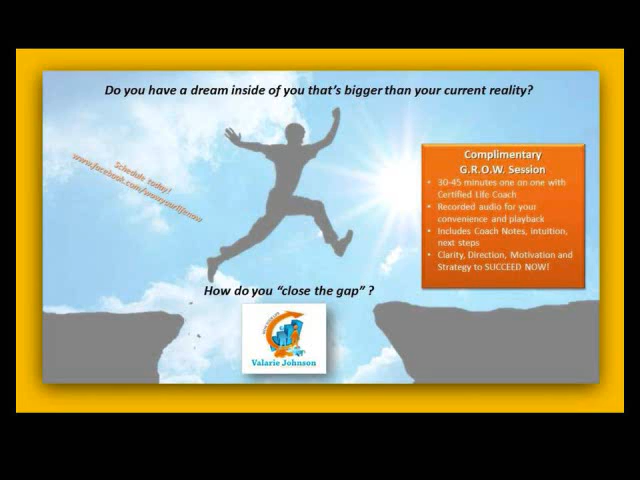 Do you have a dream inside of you that's bigger than your current reality?
Schedule today!
www.facebook.com/wowyourlifenow
Complimentary
G.R.O.W. Session
• 30-45 minutes one on one with
Certified Life Coach
• Recorded audio for your
convenience and playback
• Includes Coach Notes, intuition,
next steps
• Clarity, Direction, Motivation and
Strategy to SUCCEED NOW!
How do you “close the gap” ?
Valarie Johnson